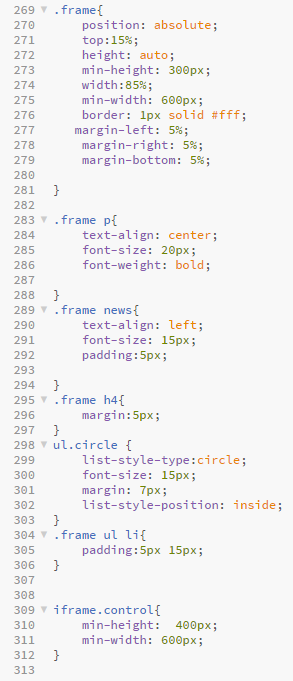 269 .frame{
270 position: absolute;
271 top:15%;
272 height: auto;
273 min-height: 300px;
274 width:85%;
275 min-width: 600px;
276 border: 1px solid #fff;
277 margin-left: 5%;
278 margin-right: 5%;
279 margin-bottom: 5%;
280
281 }
282
283 .frame p{
284 text-align: center;
285 font-size: 20px;
286 font-weight: bold;
287
288 }
289 .frame news{
290 text-align: left;
291 font-size: 15px;
292 padding:5px;
293
294 }
295 .frame h4{
296 margin:5px;
297 }
298 ul.circle {
299 list-style-type:circle;
300 font-size: 15px;
301 margin: 7px;
302 list-style-position: inside;
303 }
304 .frame ul li{
305 padding:5px 15px;
306 }
307
308
309 iframe.control{
310 min-height:  400px;
311 min-width: 600px;
312 }
313